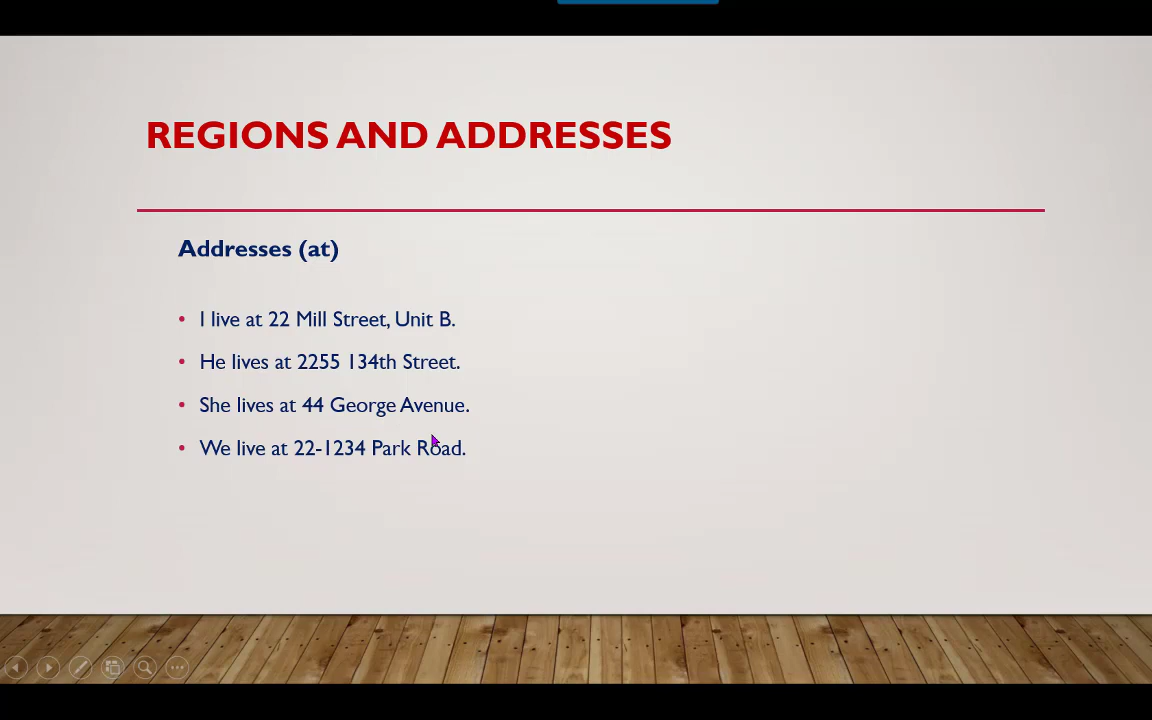 REGIONS AND ADDRESSES
Addresses (at)
• I live at 22 Mill Street, Unit B.
• He lives at 2255 134th Street.
• She lives at 44 George Avenue.
• We live at 22-1234 Park Road.